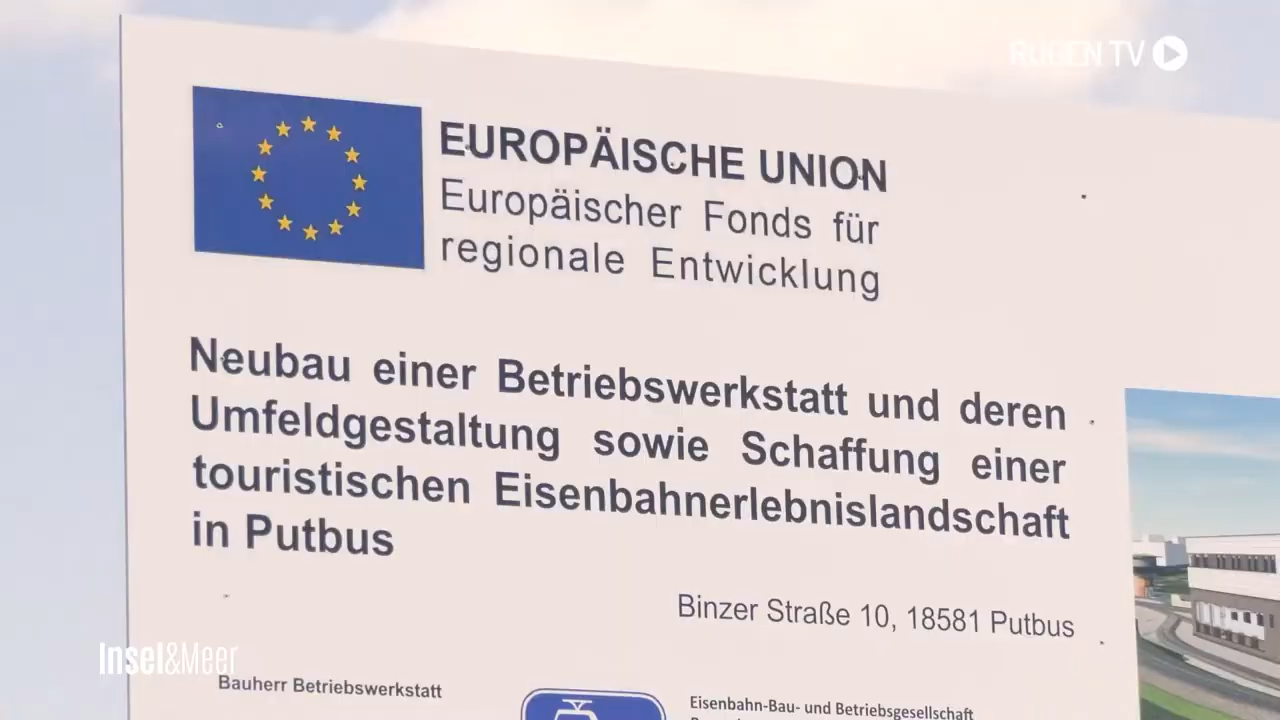 RÜGEN TV
EUROPÄISCHE UNION
Europäischer Fonds für
regionale Entwicklung
Neubau einer Betriebswerkstatt und deren
Umfeldgestaltung sowie Schaffung einer
touristischen Eisenbahnerlebnislandschaft
in Putbus
Binzer Straße 10, 18581 Putbus
Insel&Meer
Bauherr Betriebswerkstatt
Eisenbahn-Bau- und Betriebsgesellschaft